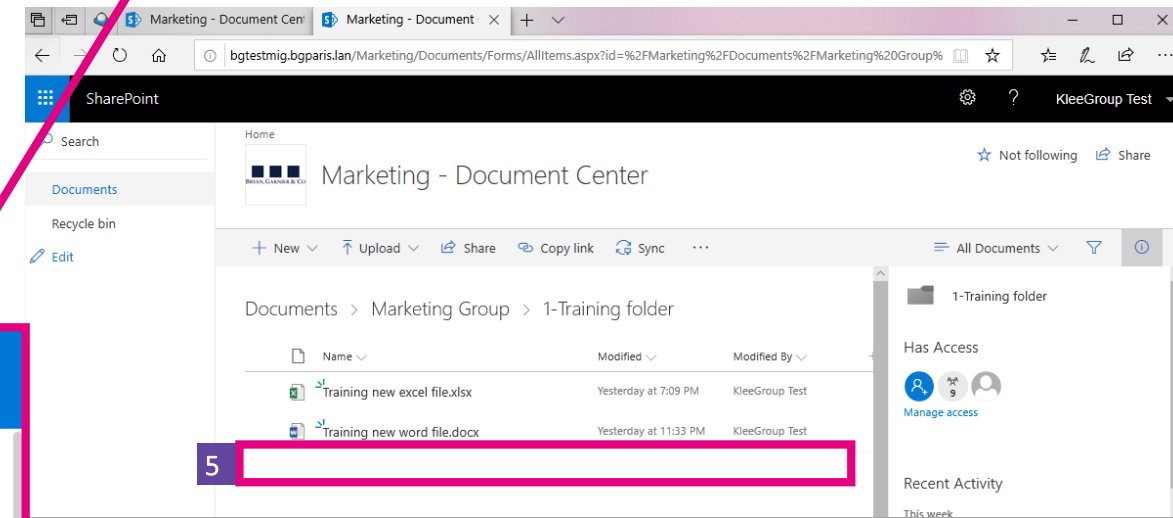 Marketing - Document Cent
Marketing - Document
bgtestmig.bgparis.lan/Marketing/Documents/Forms/AllItems.aspx?id=%2FMarketing%2FDocuments%2FMarketing%20Group%
SharePoint
? KleeGroup Test
Search
Documents
Recycle bin
Edit
Home
BRYAN, GARNIER & CO
Marketing - Document Center
Not following Share
+ New Upload Share Copy link Sync ...
All Documents
Documents > Marketing Group > 1-Training folder
Name Modified Modified By
Training new excel file.xlsx Yesterday at 7:09 PM KleeGroup Test
Training new word file.docx Yesterday at 11:33 PM KleeGroup Test
5
1-Training folder
Has Access
9
Manage access
Recent Activity
This week